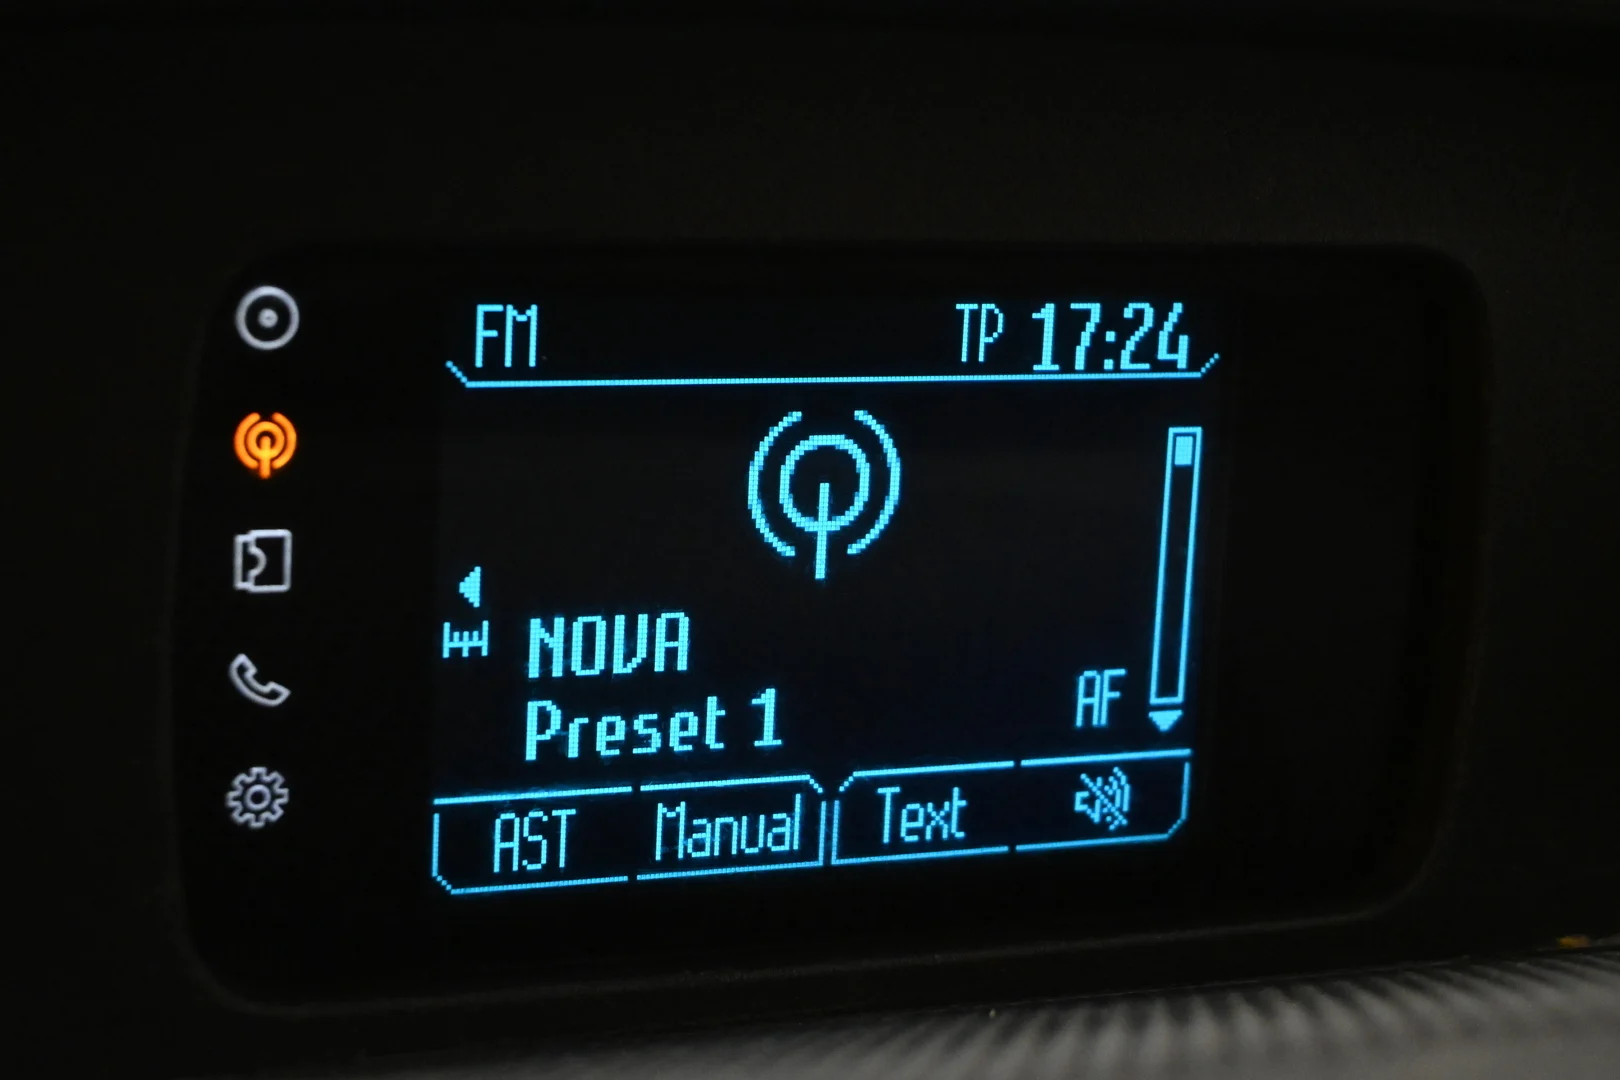 FM TP 17:24
NOVA
Preset 1 AF
AST Manual Text